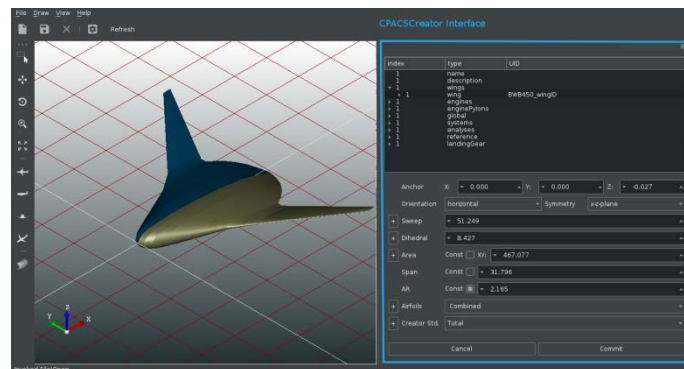 File Draw View Help
CPACSCreator Interface
Refresh
index type UID
1 name
1 description
1 wings
1 wing BWB450_wingID
1 engines
1 enginePylons
1 global
1 systems
1 analyses
1 reference
1 landingGear
Anchor X: 0.000 Y: 0.000 Z: -0.027
Orientation horizontal Symmetry x-z-plane
+ Sweep 51.249
+ Dihedral 8.427
+ Area Const XY: 467.077
Span Const 31.796
AR Const 2.165
+ Airfoils Combined
+ Creator Std. Total
Cancel Commit
Z
Y
X